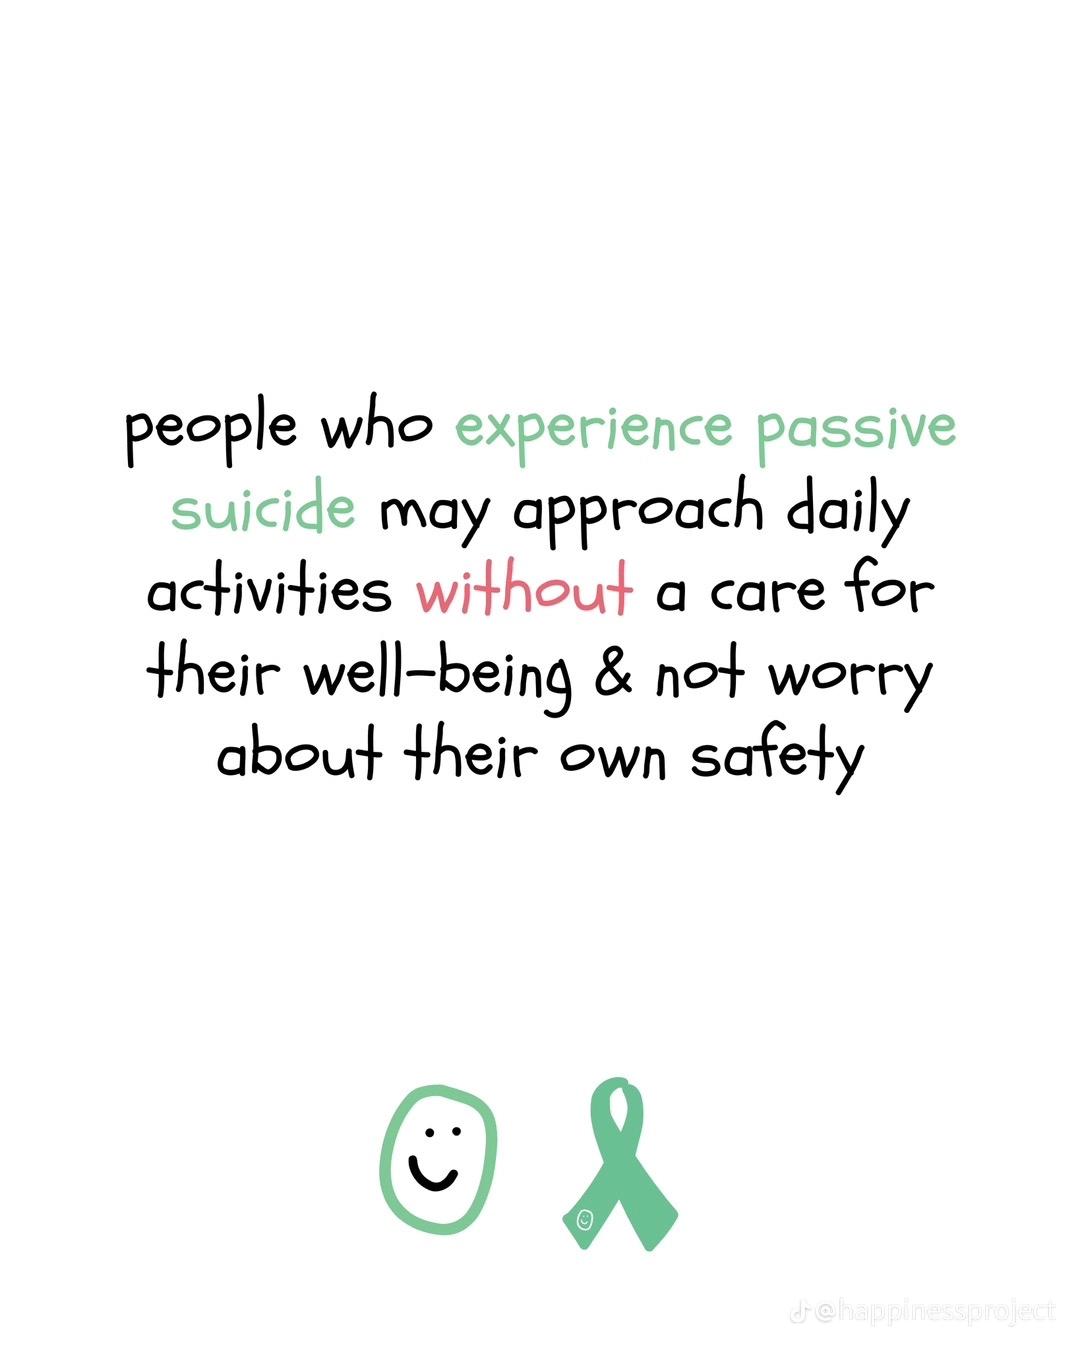 people who experience passive
suicide may approach daily
activities without a care for
their well-being & not worry
about their own safety
@happinessproject